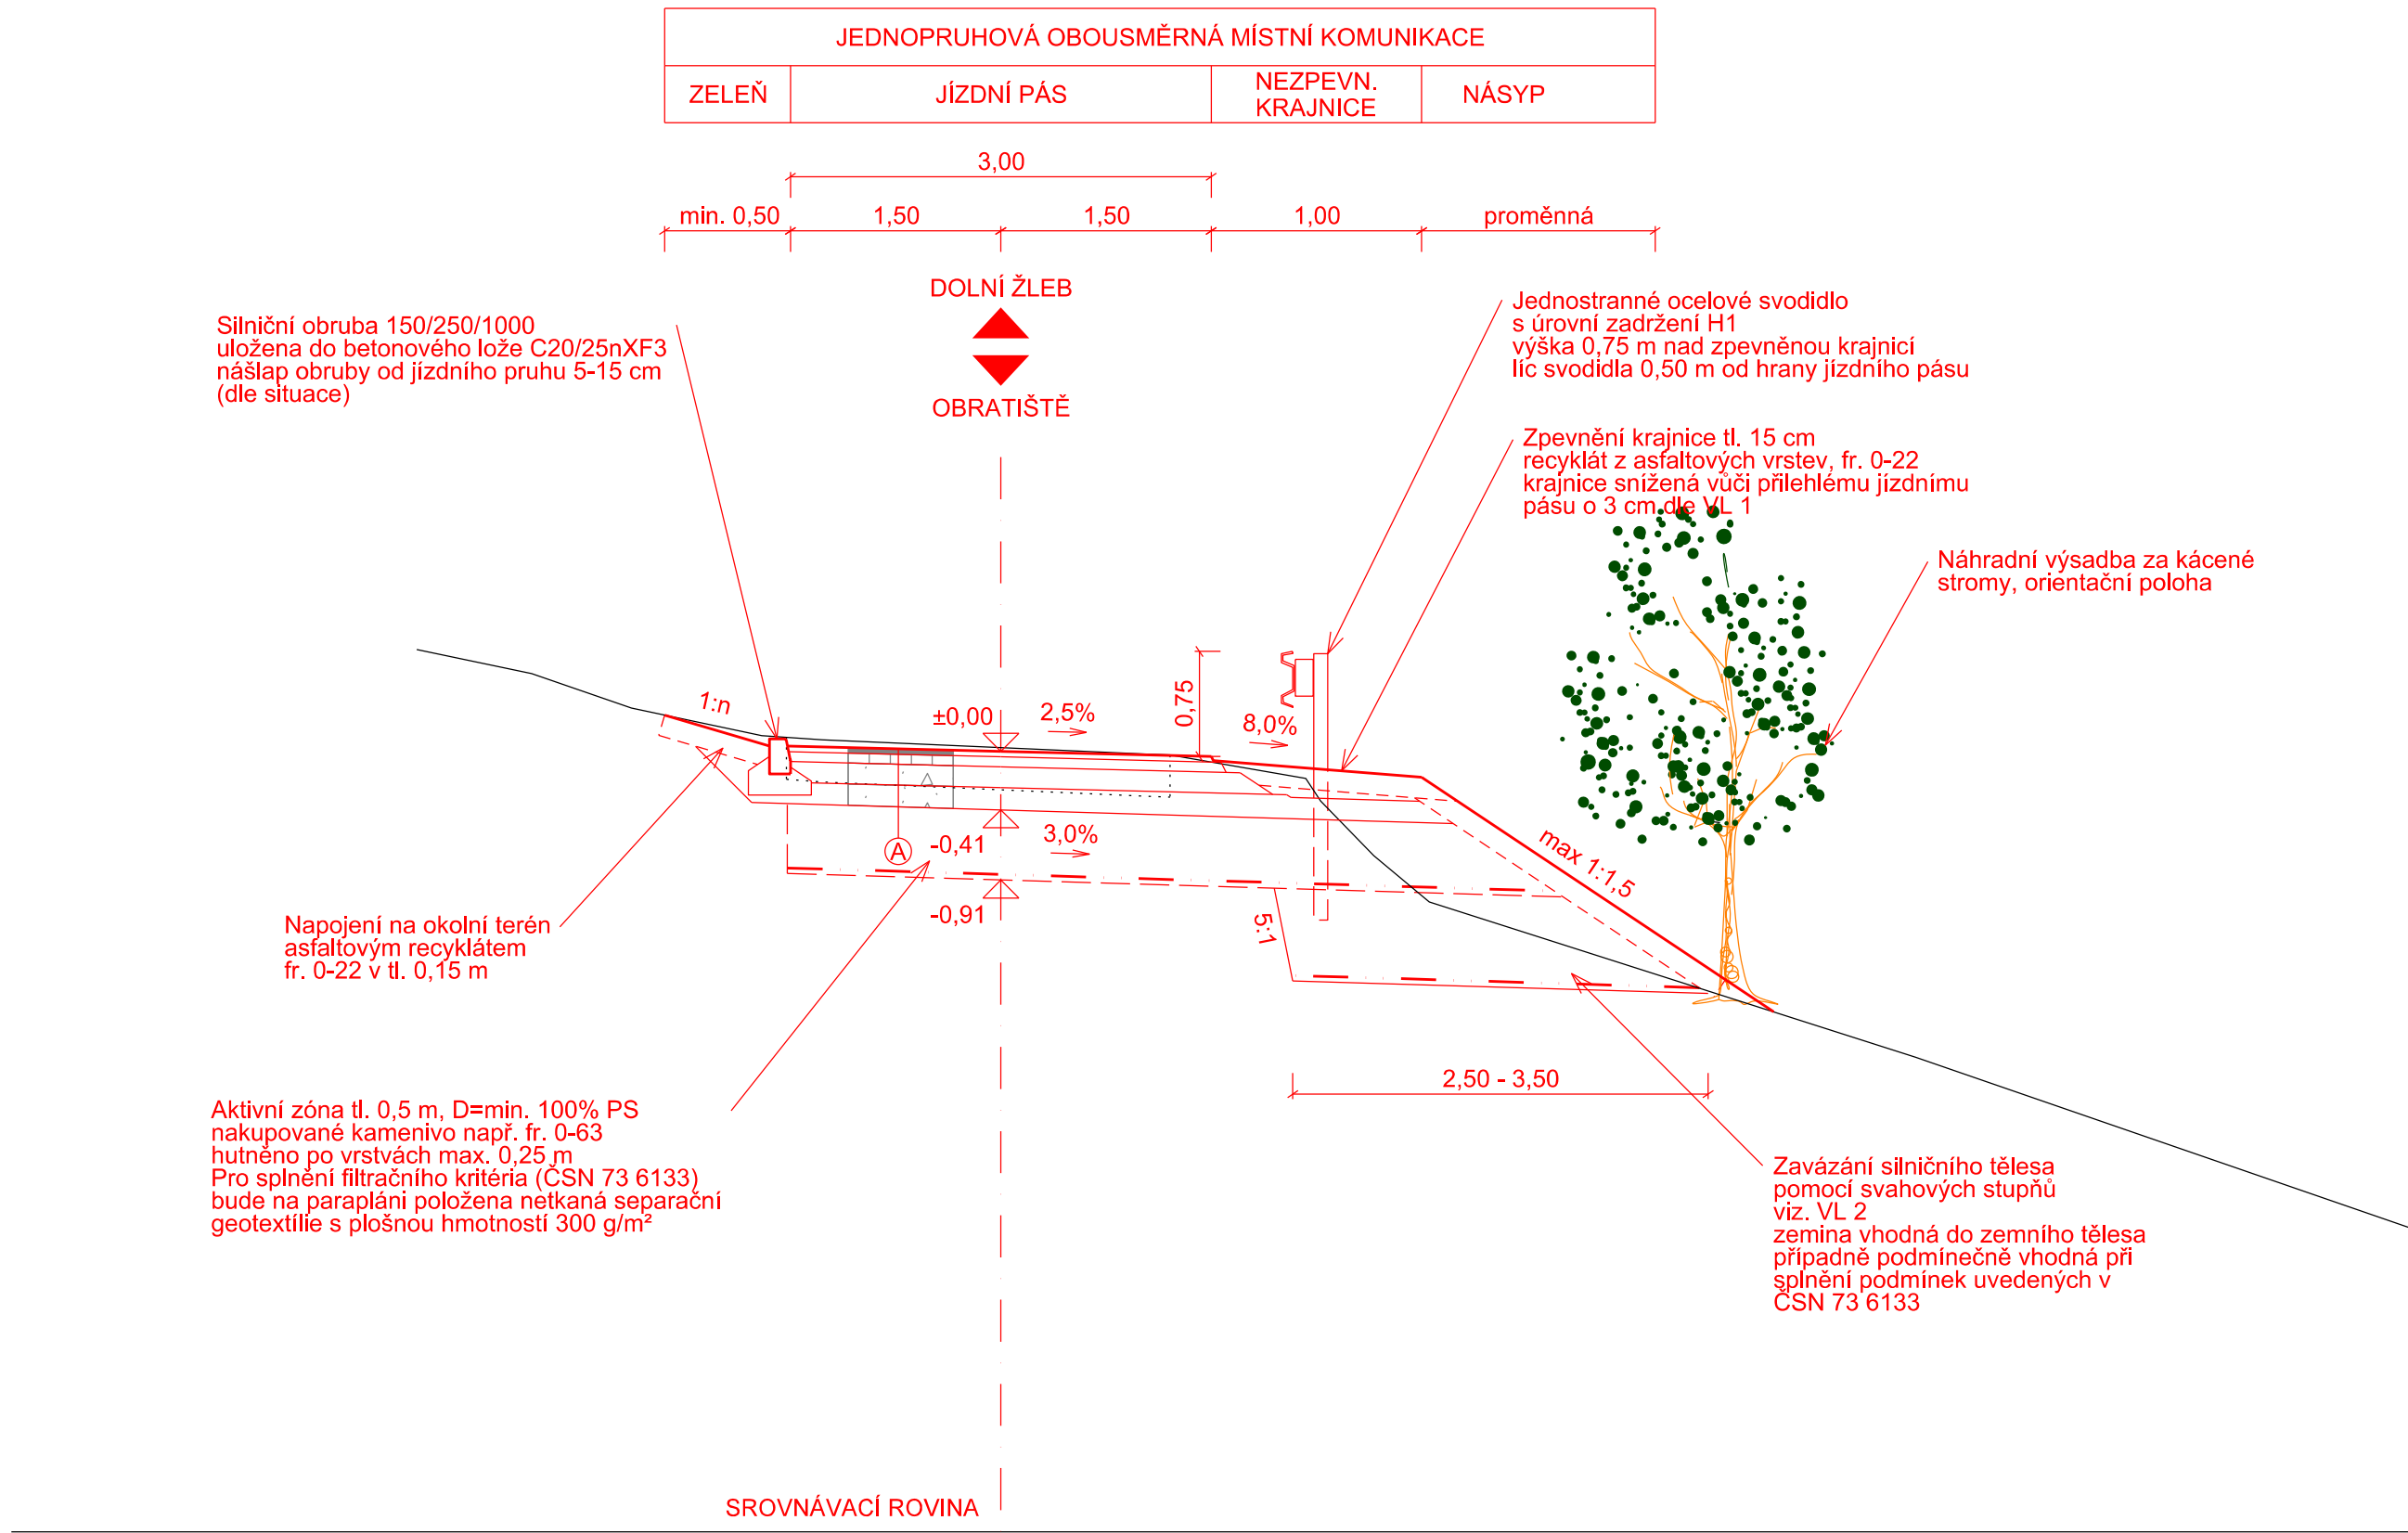 JEDNOPRUHOVÁ OBOUSMĚRNÁ MÍSTNÍ KOMUNIKACE
ZELEŇ
JÍZDNÍ PÁS
NEZPEVN.
KRAJNICE
NÁSYP
3,00
min. 0,50
1,50
1,50
1,00
proměnná
DOLNÍ ŽLEB
OBRATIŠTĚ
Silniční obruba 150/250/1000
uložena do betonového lože C20/25nXF3
nášlap obruby od jízdního pruhu 5-15 cm
(dle situace)
Jednostranné ocelové svodidlo
s úrovní zadržení H1
výška 0,75 m nad zpevněnou krajnicí
líc svodidla 0,50 m od hrany jízdního pásu
Zpevnění krajnice tl. 15 cm
recyklát z asfaltových vrstev, fr. 0-22
krajnice snížená vůči přilehlému jízdnímu
pásu o 3 cm dle VL 1
Náhradní výsadba za kácené
stromy, orientační poloha
1:n
±0,00
2,5%
0,75
8,0%
A
-0,41
3,0%
max 1:1,5
-0,91
5:1
Napojení na okolní terén
asfaltovým recyklátem
fr. 0-22 v tl. 0,15 m
2,50 - 3,50
Aktivní zóna tl. 0,5 m, D=min. 100% PS
nakupované kamenivo např. fr. 0-63
hutněno po vrstvách max. 0,25 m
Pro splnění filtračního kritéria (ČSN 73 6133)
bude na parapláni položena netkaná separační
geotextílie s plošnou hmotností 300 g/m²
Zavázání silničního tělesa
pomocí svahových stupňů
viz. VL 2
zemina vhodná do zemního tělesa
případně podmínečně vhodná při
splnění podmínek uvedených v
ČSN 73 6133
SROVNÁVACÍ ROVINA